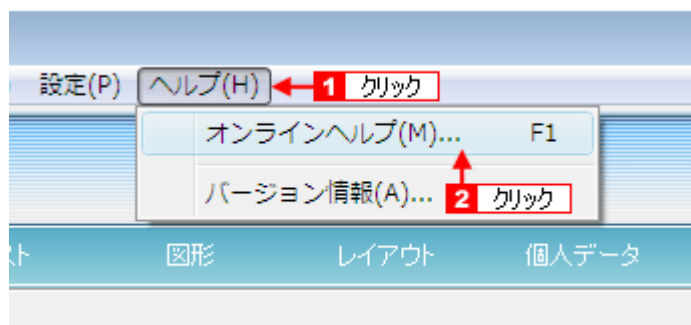 設定(P) ヘルプ(H) 1 クリック
オンラインヘルプ(M)... F1
バージョン情報(A)... 2 クリック
図形 レイアウト 個人データ